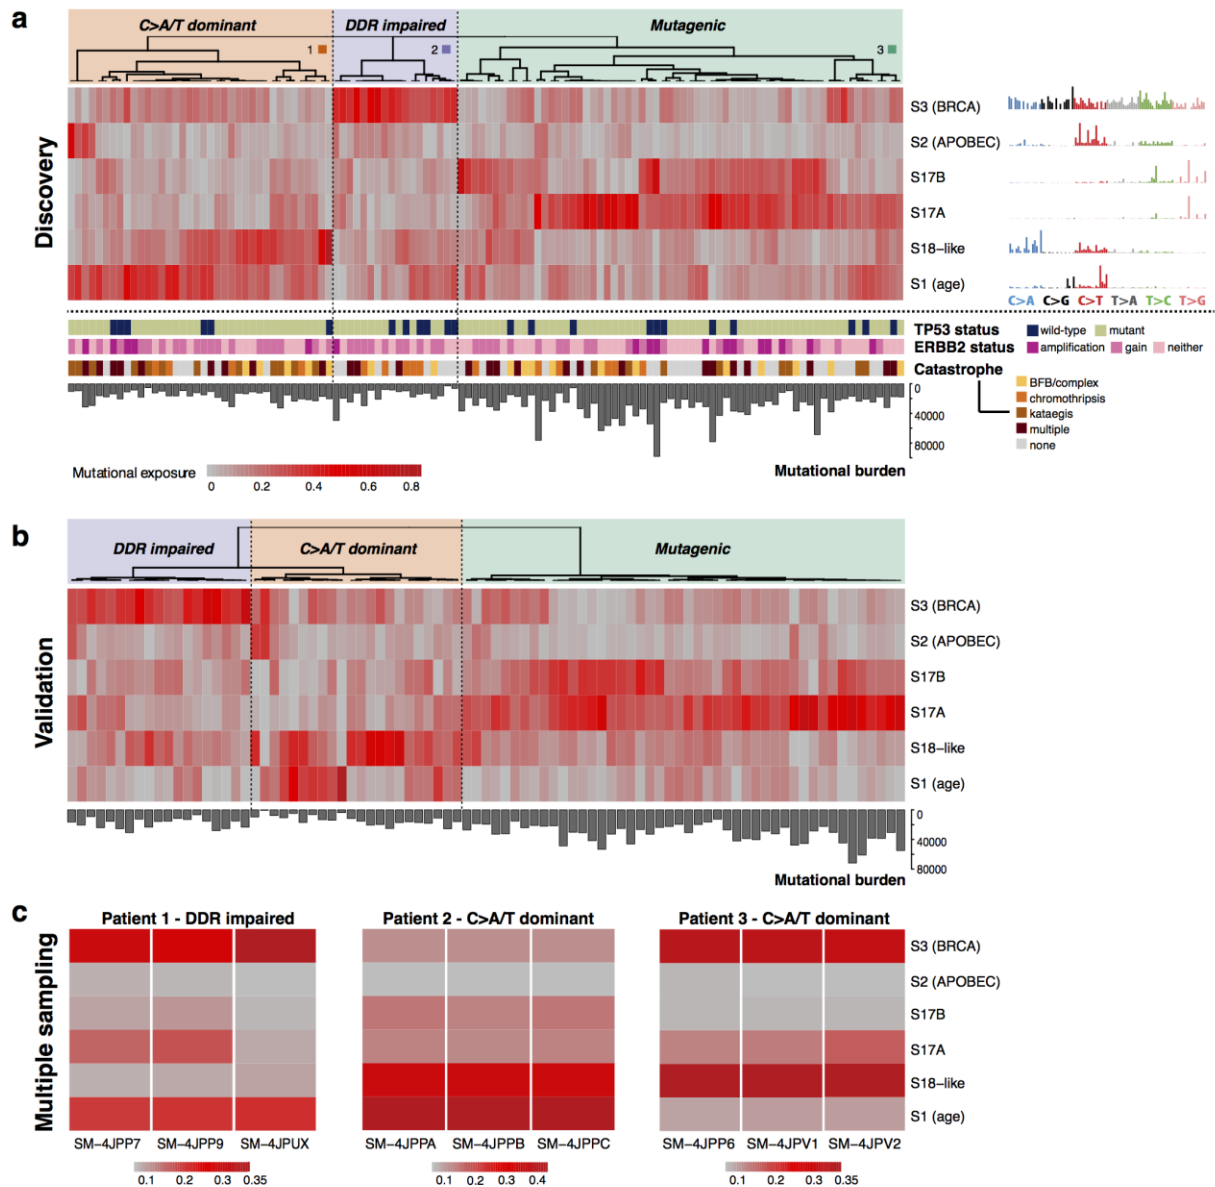 a
C>A/T dominant
DDR impaired
Mutagenic
1
2
3
Discovery
S3 (BRCA)
S2 (APOBEC)
S17B
S17A
S18-like
S1 (age)
C>A C>G C>T T>A T>C T>G
TP53 status
wild-type mutant
ERBB2 status
amplification gain neither
Catastrophe
BFB/complex
chromothripsis
kataegis
multiple
none
0
40000
80000
Mutational burden
Mutational exposure
0 0.2 0.4 0.6 0.8
b
DDR impaired
C>A/T dominant
Mutagenic
Validation
S3 (BRCA)
S2 (APOBEC)
S17B
S17A
S18-like
S1 (age)
0
40000
80000
Mutational burden
c
Multiple sampling
Patient 1 - DDR impaired
Patient 2 - C>A/T dominant
Patient 3 - C>A/T dominant
S3 (BRCA)
S2 (APOBEC)
S17B
S17A
S18-like
S1 (age)
SM-4JPP7 SM-4JPP9 SM-4JPUX
SM-4JPPA SM-4JPPB SM-4JPPC
SM-4JPP6 SM-4JPV1 SM-4JPV2
0.1 0.2 0.3 0.35
0.1 0.2 0.3 0.4
0.1 0.2 0.3 0.35